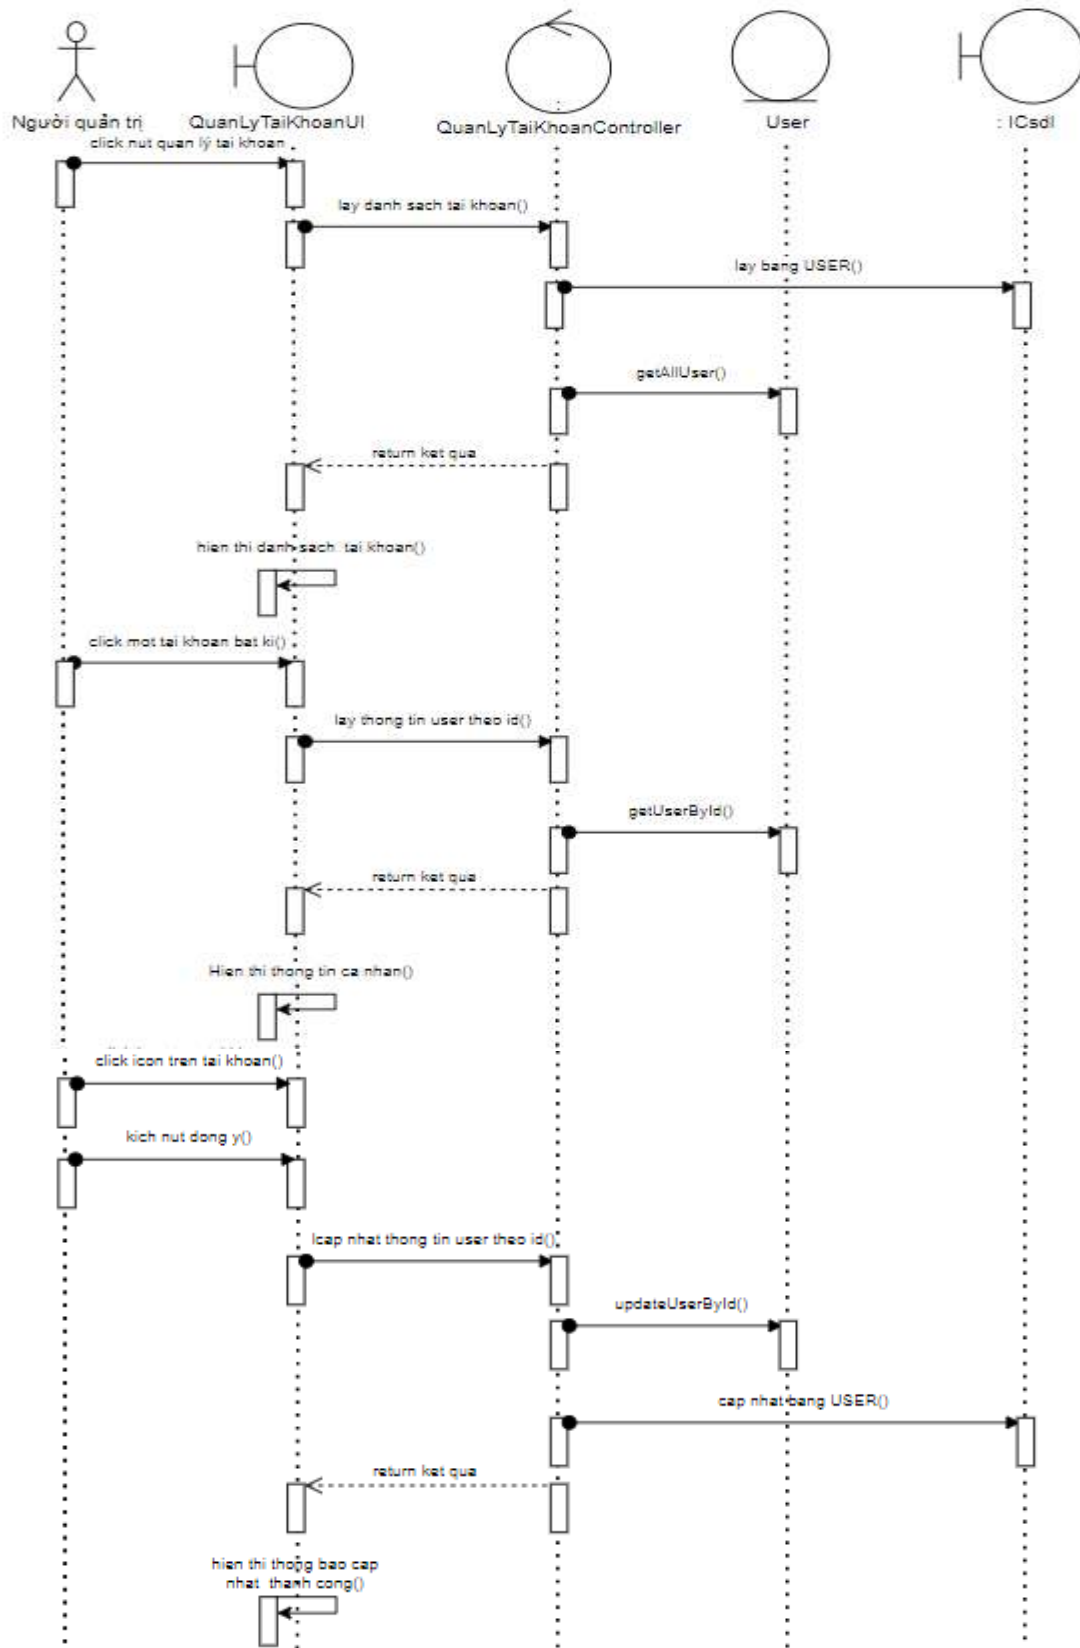 Người quản trị
QuanLyTaiKhoanUI
:
QuanLyTaiKhoanController
User
: ICsdl
click nut quan lý tai khoan
lay danh sach tai khoan()
lay bang USER()
getAllUser()
return ket qua
hien thi danh sach tai khoan()
click mot tai khoan bat ki()
lay thong tin user theo id()
getUserById()
return ket qua
Hien thi thong tin ca nhan()
click icon tren tai khoan()
kich nut dong y()
lcap nhat thong tin user theo id()
updateUserById()
cap nhat bang USER()
return ket qua
hien thi thong bao cap
nhat thanh cong()